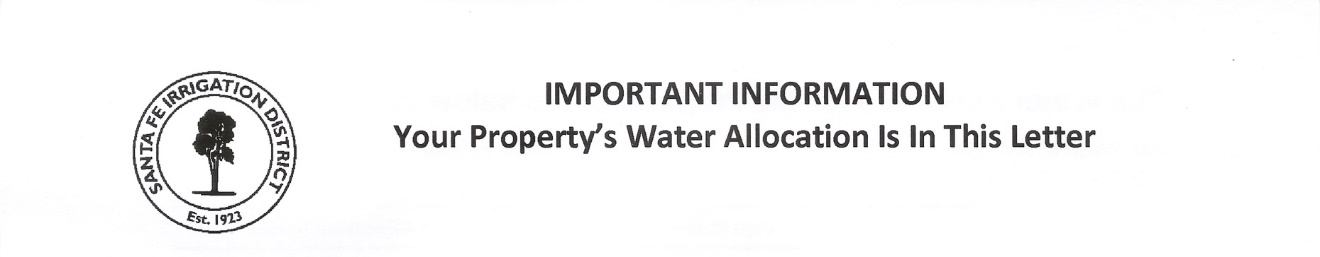 SANTA FE IRRIGATION DISTRICT
Est. 1923
IMPORTANT INFORMATION
Your Property's Water Allocation Is In This Letter